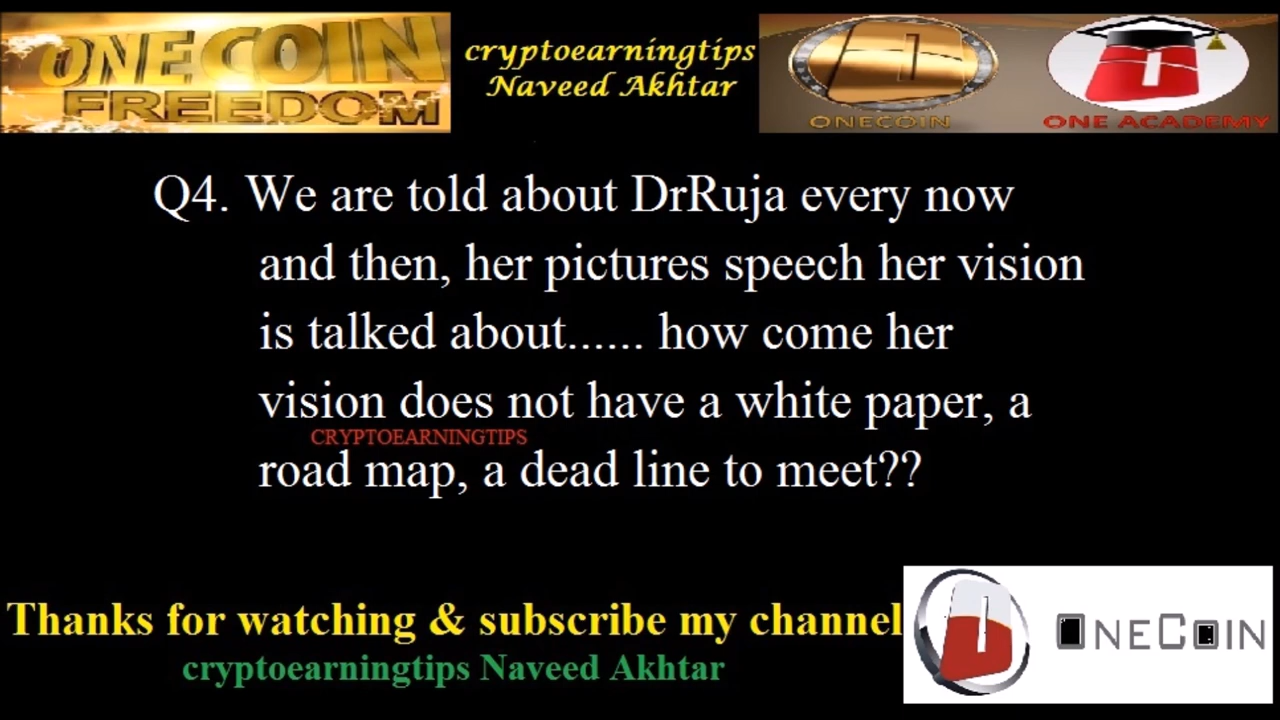 ONE COIN
FREEDOM
cryptoearningtips
Naveed Akhtar
ONECOIN
ONE ACADEMY
Q4. We are told about DrRuja every now
and then, her pictures speech her vision
is talked about...... how come her
vision does not have a white paper, a
CRYPTOEARNINGTIPS
road map, a dead line to meet??
Thanks for watching & subscribe my channel
cryptoearningtips Naveed Akhtar
ONECOIN